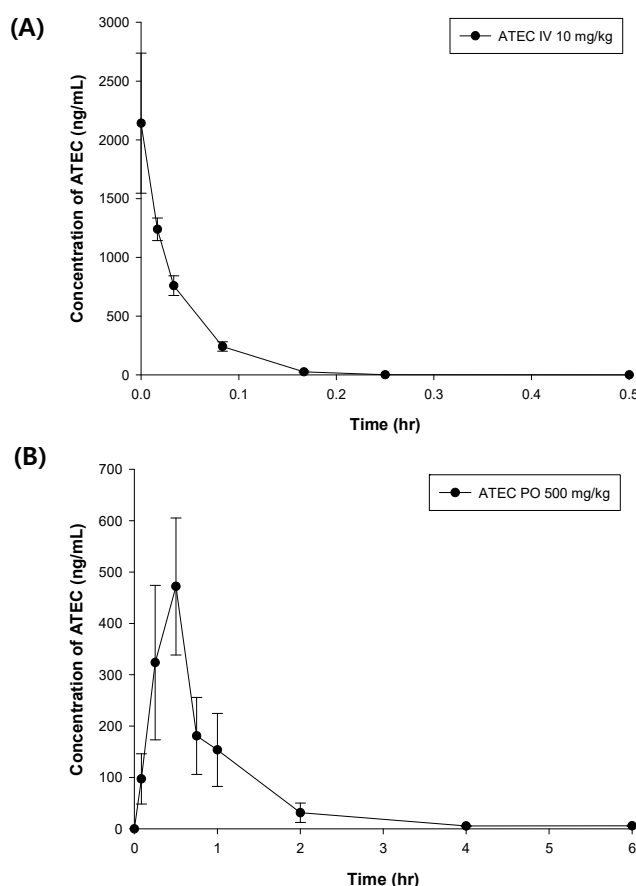 (A)
ATEC IV 10 mg/kg
Concentration of ATEC (ng/mL)
3000
2500
2000
1500
1000
500
0
0.0 0.1 0.2 0.3 0.4 0.5
Time (hr)
(B)
ATEC PO 500 mg/kg
Concentration of ATEC (ng/mL)
700
600
500
400
300
200
100
0
0 1 2 3 4 5 6
Time (hr)